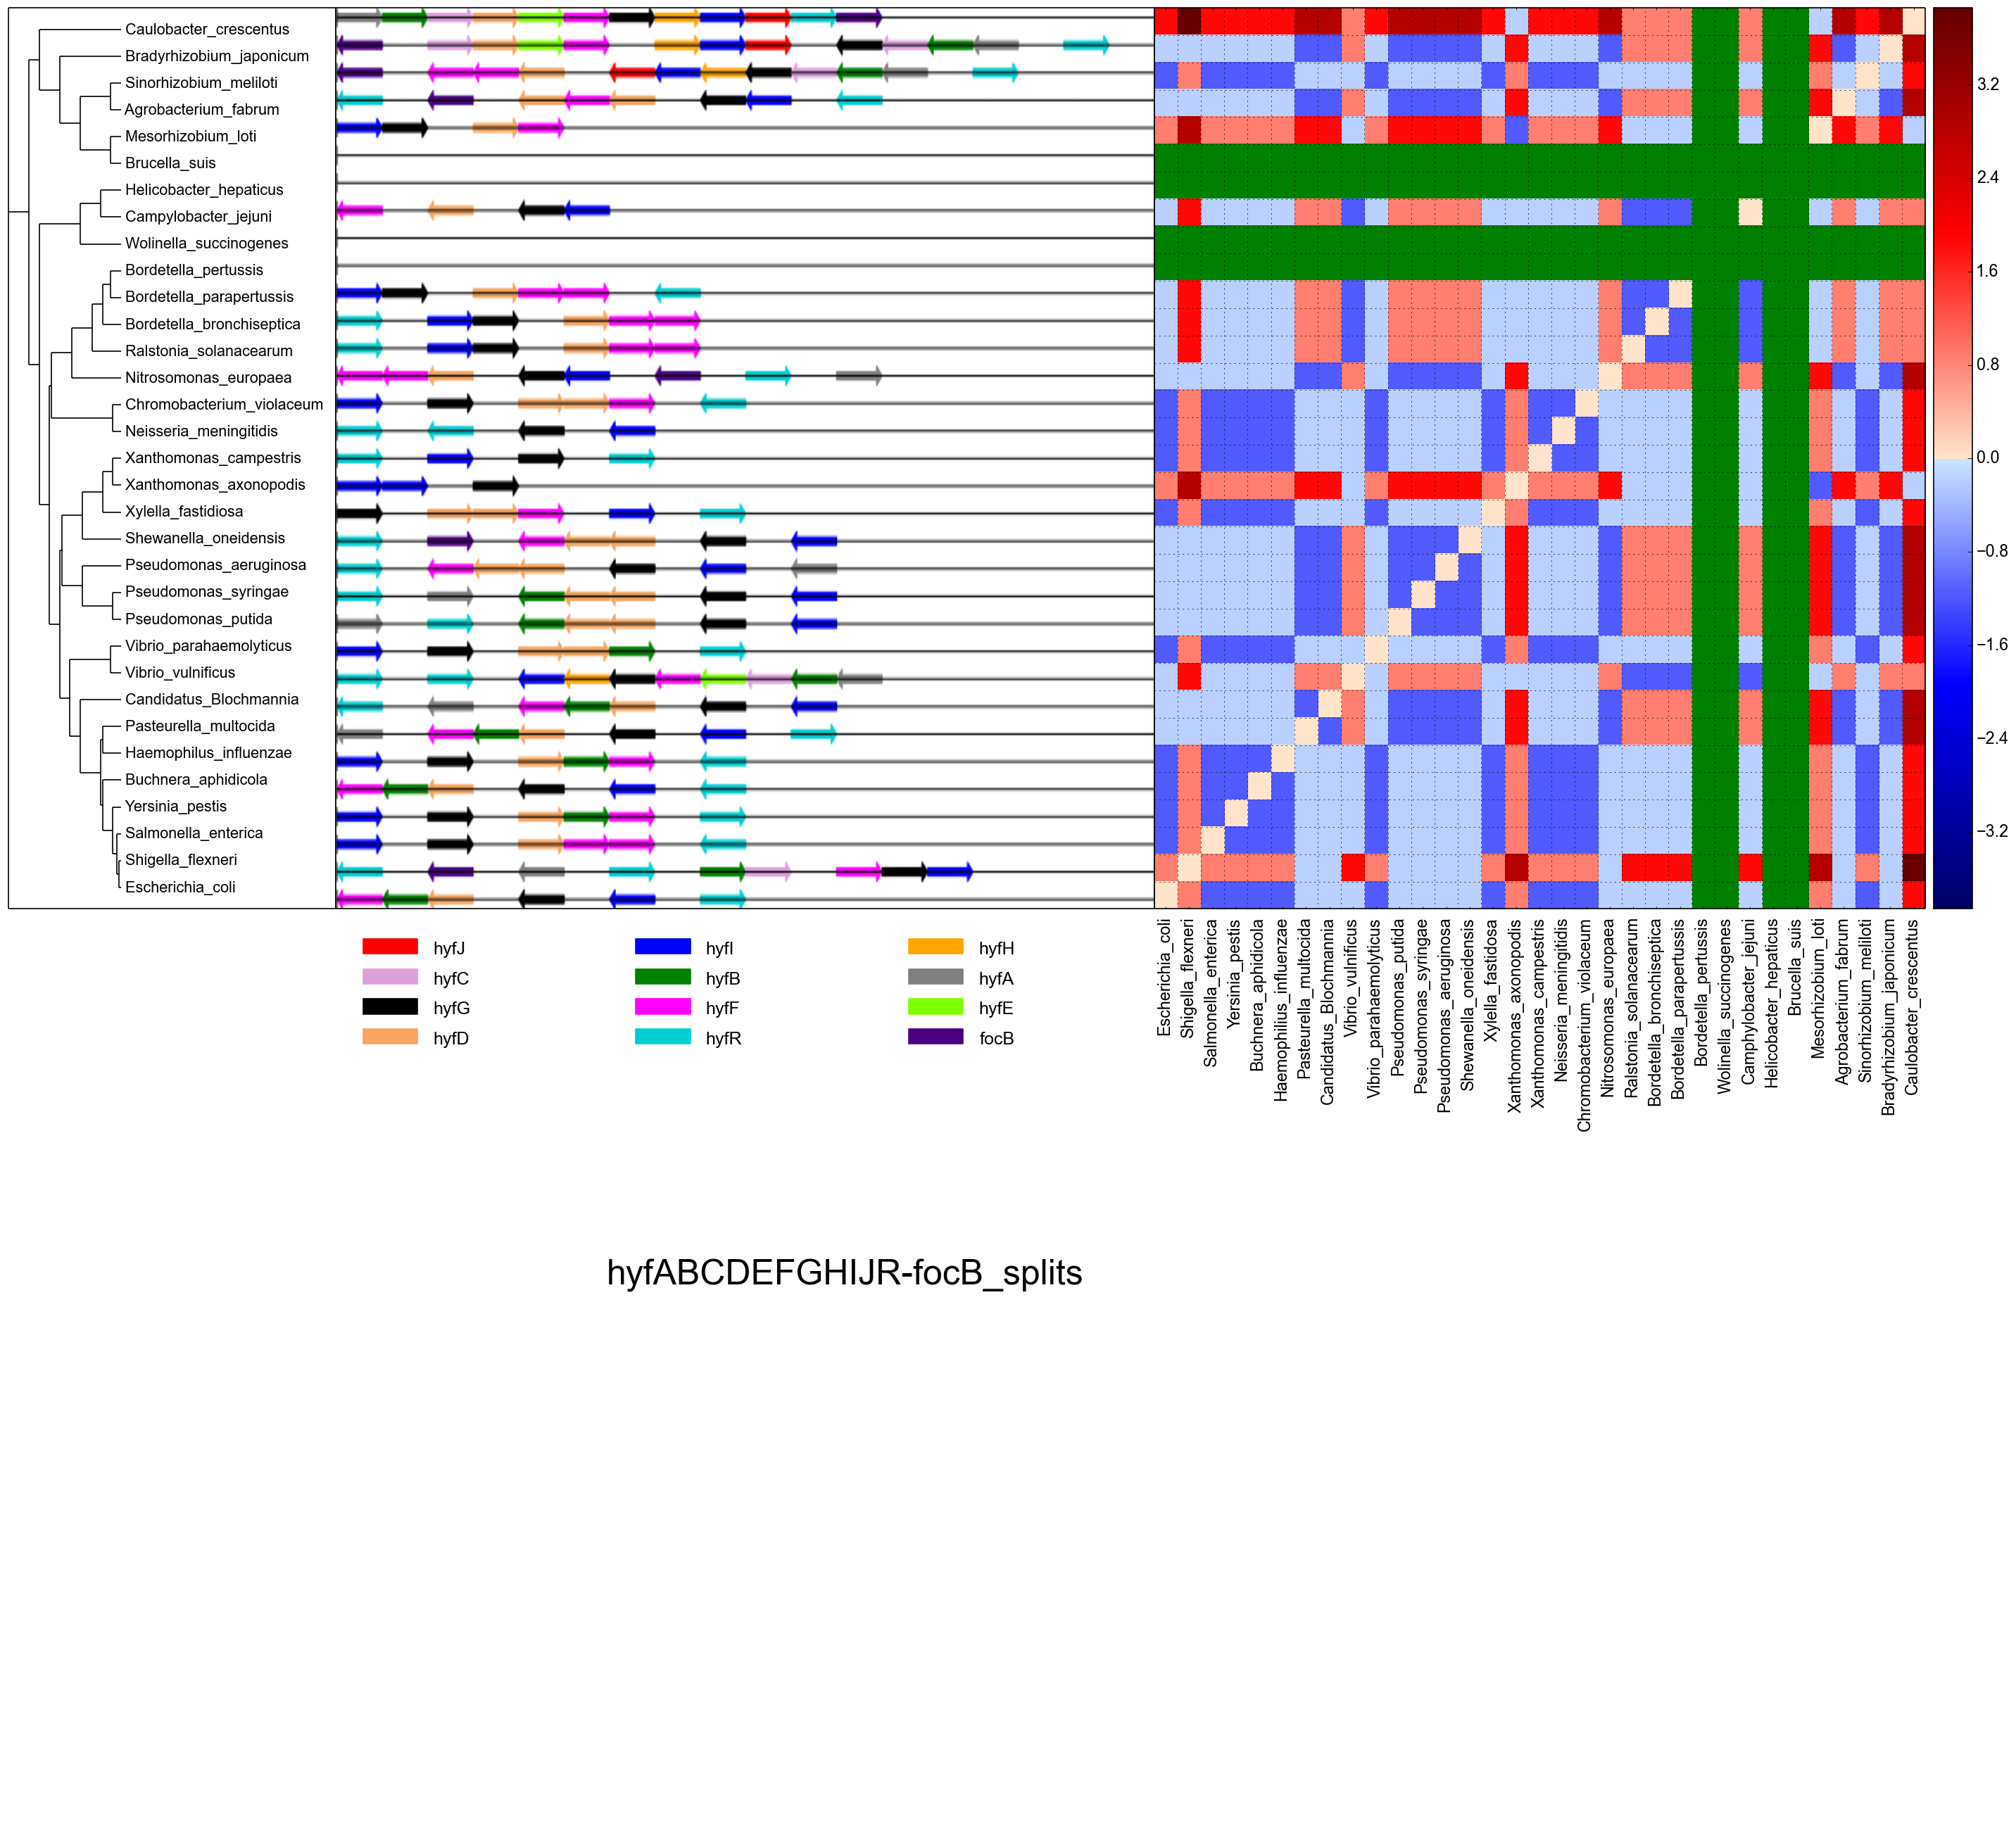 Caulobacter_crescentus
Bradyrhizobium_japonicum
Sinorhizobium_meliloti
Agrobacterium_fabrum
Mesorhizobium_loti
Brucella_suis
Helicobacter_hepaticus
Campylobacter_jejuni
Wolinella_succinogenes
Bordetella_pertussis
Bordetella_parapertussis
Bordetella_bronchiseptica
Ralstonia_solanacearum
Nitrosomonas_europaea
Chromobacterium_violaceum
Neisseria_meningitidis
Xanthomonas_campestris
Xanthomonas_axonopodis
Xylella_fastidiosa
Shewanella_oneidensis
Pseudomonas_aeruginosa
Pseudomonas_syringae
Pseudomonas_putida
Vibrio_parahaemolyticus
Vibrio_vulnificus
Candidatus_Blochmannia
Pasteurella_multocida
Haemophilus_influenzae
Buchnera_aphidicola
Yersinia_pestis
Salmonella_enterica
Shigella_flexneri
Escherichia_coli
3.2
2.4
1.6
0.8
0.0
−0.8
−1.6
−2.4
−3.2
Escherichia_coli
Shigella_flexneri
Salmonella_enterica
Yersinia_pestis
Buchnera_aphidicola
Haemophilus_influenzae
Pasteurella_multocida
Candidatus_Blochmannia
Vibrio_vulnificus
Vibrio_parahaemolyticus
Pseudomonas_putida
Pseudomonas_syringae
Pseudomonas_aeruginosa
Shewanella_oneidensis
Xylella_fastidiosa
Xanthomonas_axonopodis
Xanthomonas_campestris
Neisseria_meningitidis
Chromobacterium_violaceum
Nitrosomonas_europaea
Ralstonia_solanacearum
Bordetella_bronchiseptica
Bordetella_parapertussis
Bordetella_pertussis
Wolinella_succinogenes
Camphylobacter_jejuni
Helicobacter_hepaticus
Brucella_suis
Mesorhizobium_loti
Agrobacterium_fabrum
Sinorhizobium_meliloti
Bradyrhizobium_japonicum
Caulobacter_crescentus
hyfJ hyfI hyfH
hyfC hyfB hyfA
hyfG hyfF hyfE
hyfD hyfR focB
hyfABCDEFGHIJR-focB_splits